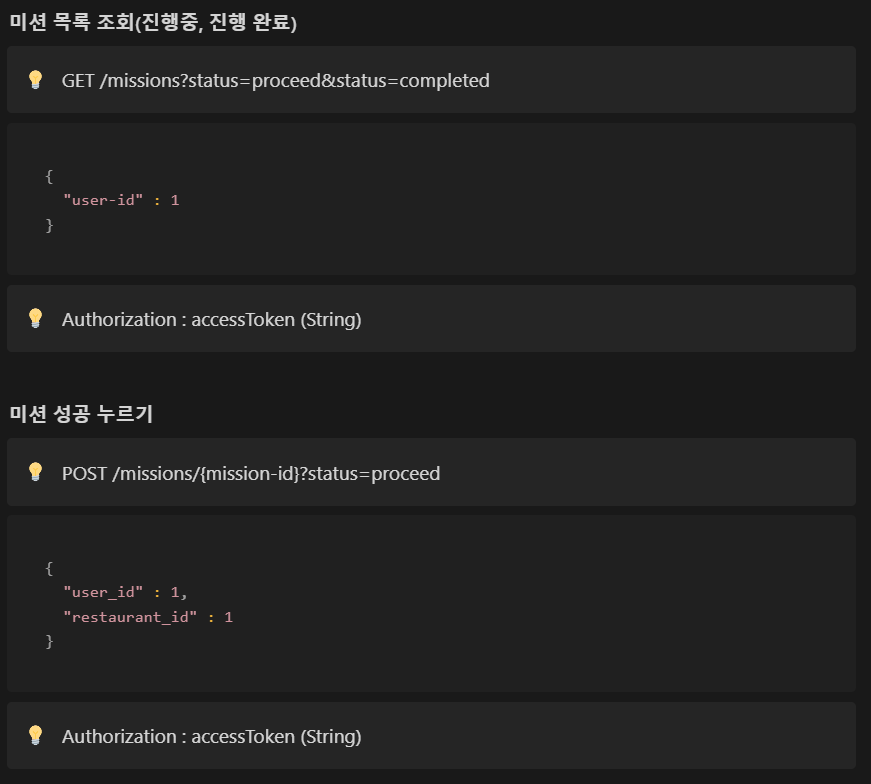 미션 목록 조회(진행중, 진행 완료)
GET /missions?status=proceed&status=completed
{
"user-id" : 1
}
Authorization : accessToken (String)
미션 성공 누르기
POST /missions/{mission-id}?status=proceed
{
"user_id" : 1,
"restaurant_id" : 1
}
Authorization : accessToken (String)